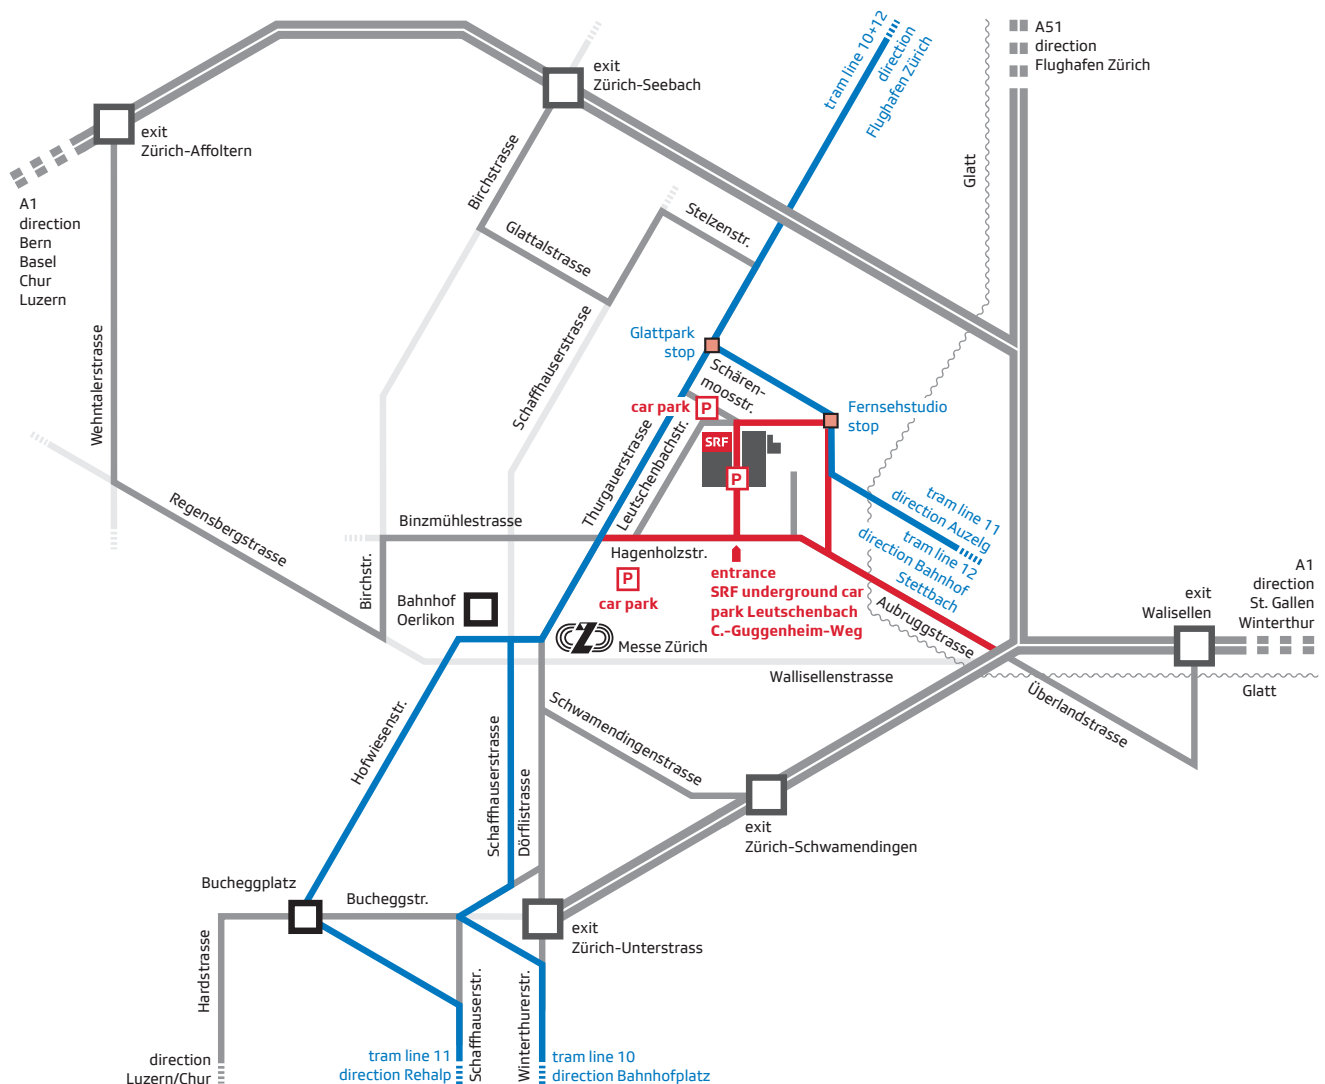 tram line 10+12
direction
Flughafen Zürich
A51
direction
Flughafen Zürich
exit
Zürich-Seebach
exit
Zürich-Affoltern
A1
direction
Bern
Basel
Chur
Luzern
Birchstrasse
Glatt
Stelzenstr.
Glattalstrasse
Wehntalerstrasse
Schaffhauserstrasse
Glattpark
stop
Schären-
moosstr.
car park
P
Fernsehstudio
stop
SRF
P
Thurgauerstrasse
Leutschenbachstr.
Regensbergstrasse
Binzmühlestrasse
tram line 11
direction Auzelg
tram line 12
direction Bahnhof
Stettbach
Hagenholzstr.
P
car park
entrance
SRF underground car
park Leutschenbach
C.-Guggenheim-Weg
Birchstr.
Bahnhof
Oerlikon
Z
Messe Zürich
Aubruggstrasse
exit
Walisellen
A1
direction
St. Gallen
Winterthur
Wallisellenstrasse
Glatt
Überlandstrasse
Hofwiesenstr.
Schwamendingenstrasse
Schaffhauserstrasse
Dörflistrasse
exit
Zürich-Schwamendingen
Bucheggplatz
Bucheggstr.
exit
Zürich-Unterstrass
Hardstrasse
Schaffhauserstr.
Winterthurerstr.
direction
Luzern/Chur
tram line 11
direction Rehalp
tram line 10
direction Bahnhofplatz